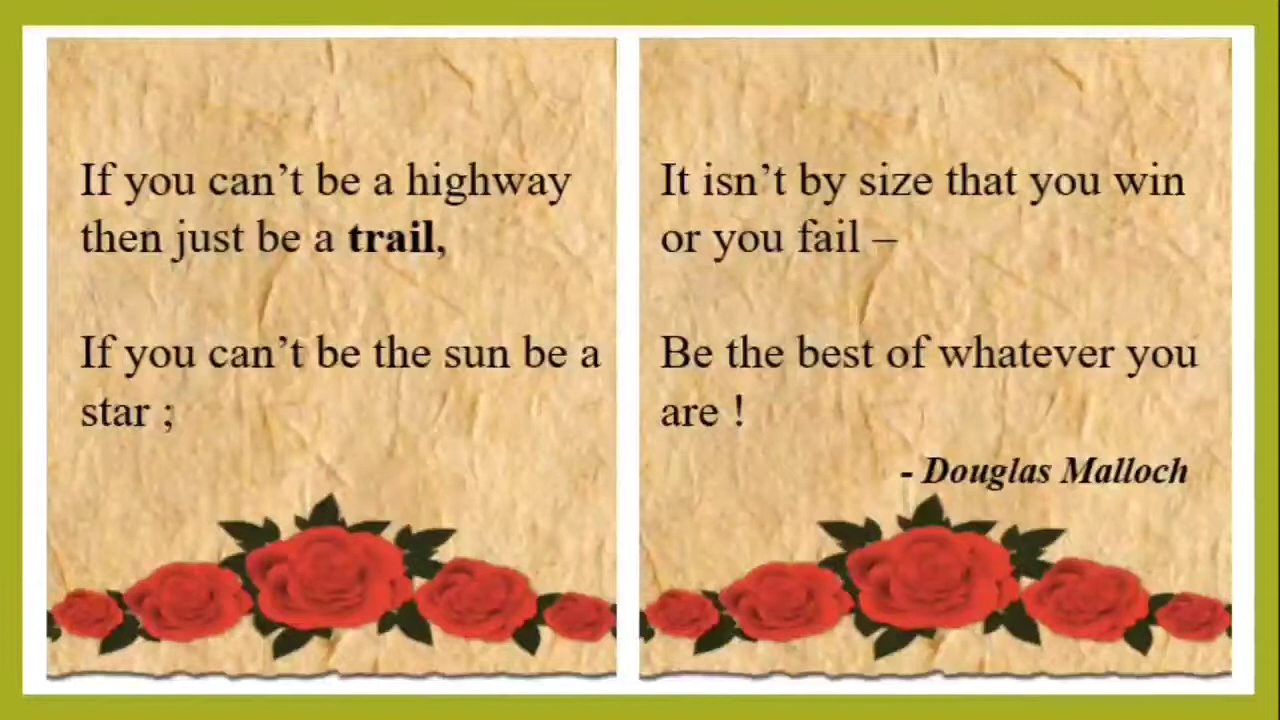 If you can’t be a highway
then just be a trail,
If you can’t be the sun be a
star ;
It isn’t by size that you win
or you fail –
Be the best of whatever you
are !
- Douglas Malloch